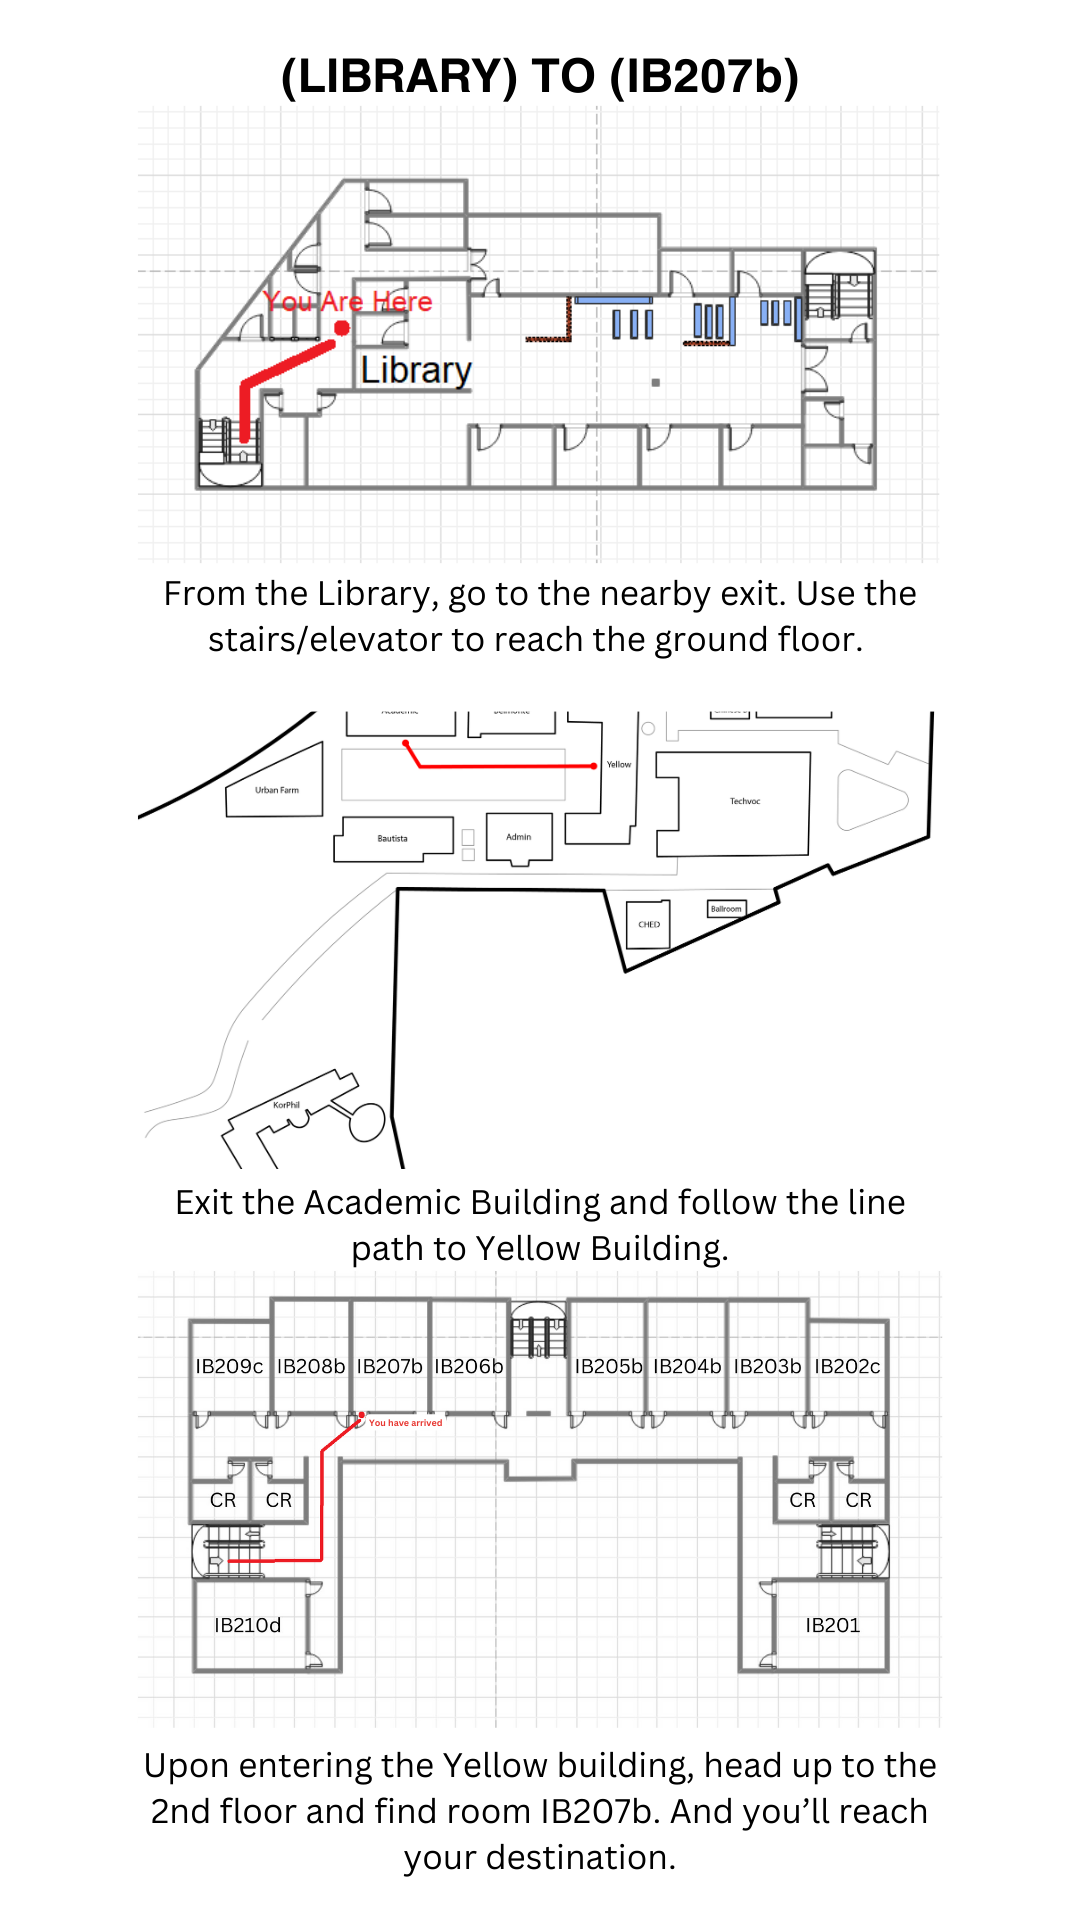 (LIBRARY) TO (IB207b)
You Are Here
Library
From the Library, go to the nearby exit. Use the
stairs/elevator to reach the ground floor.
Academic
Belmonte
Yellow
Urban Farm
Techvoc
Bautista
Admin
CHED
Ballroom
KorPhil
Exit the Academic Building and follow the line
path to Yellow Building.
IB209c IB208b IB207b IB206b IB205b IB204b IB203b IB202c
You have arrived
CR CR CR CR
IB210d IB201
Upon entering the Yellow building, head up to the
2nd floor and find room IB207b. And you’ll reach
your destination.